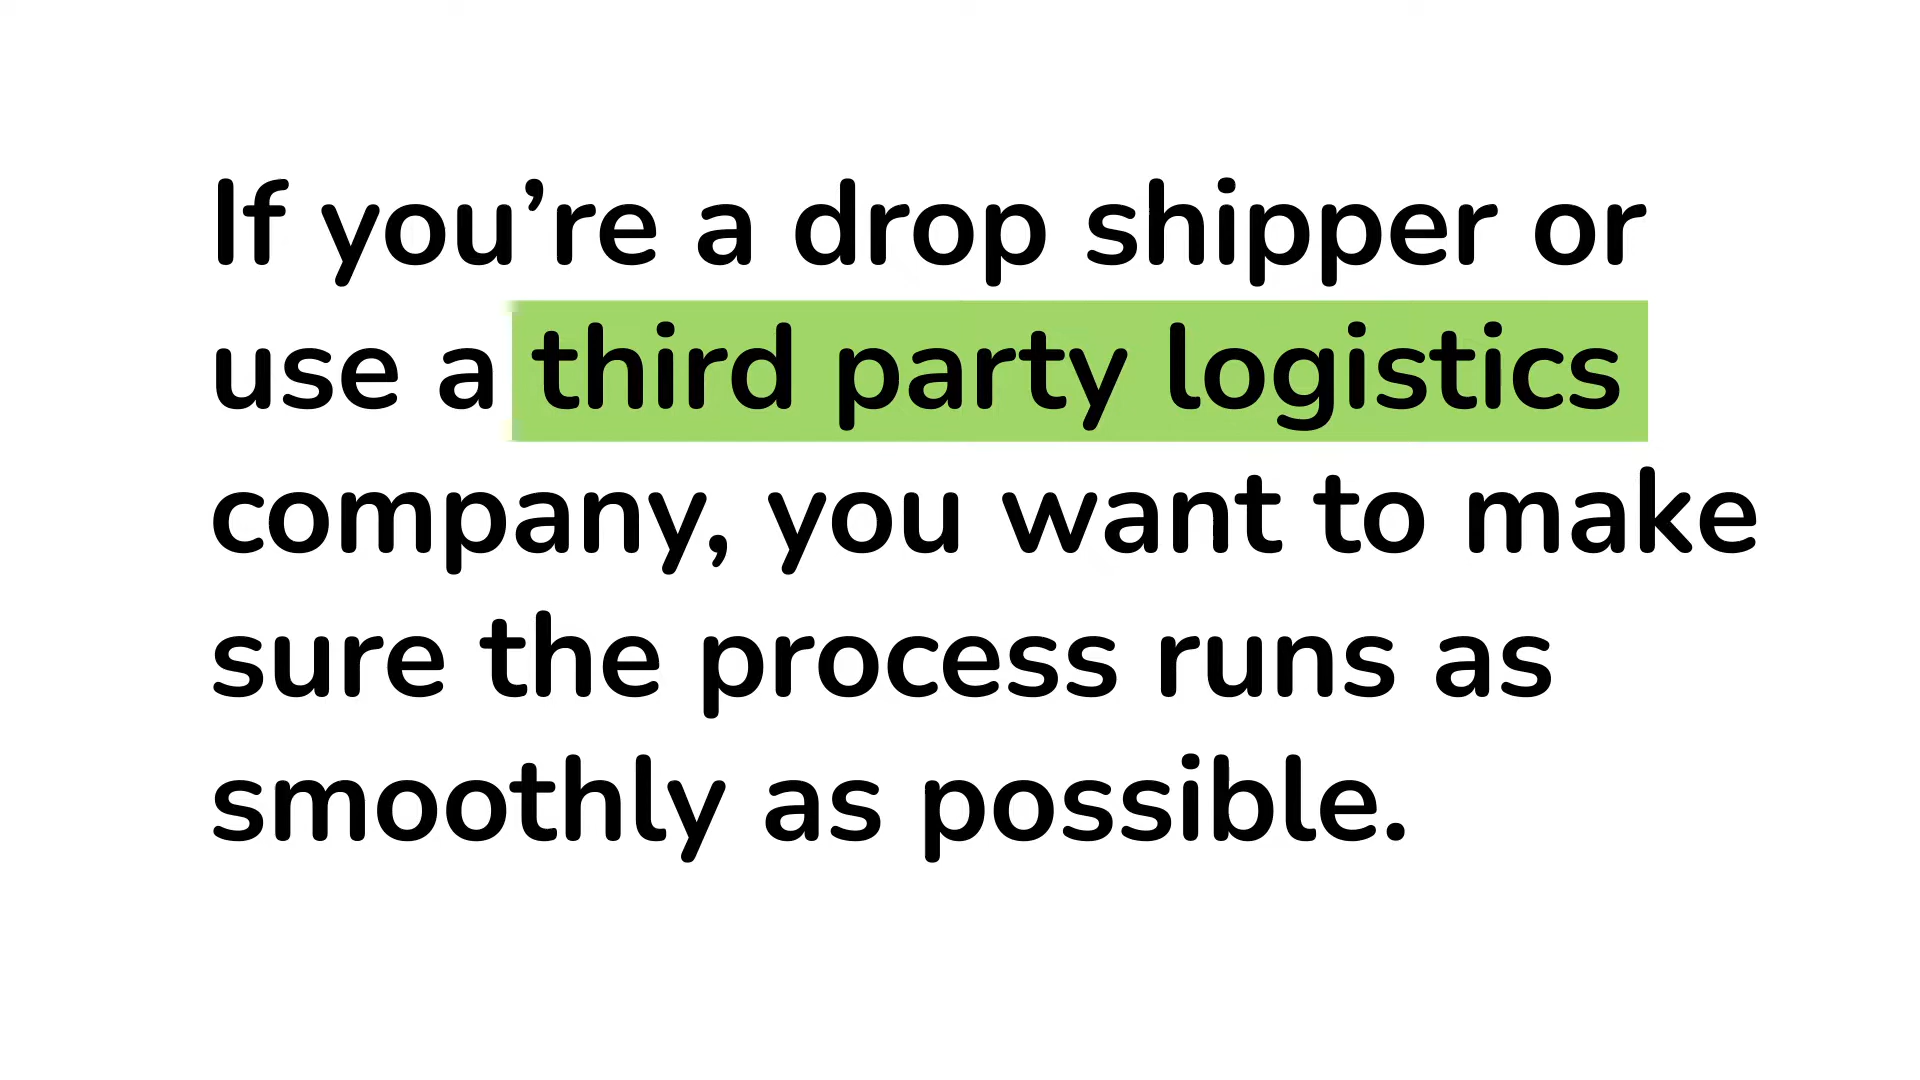 If you’re a drop shipper or
use a third party logistics
company, you want to make
sure the process runs as
smoothly as possible.